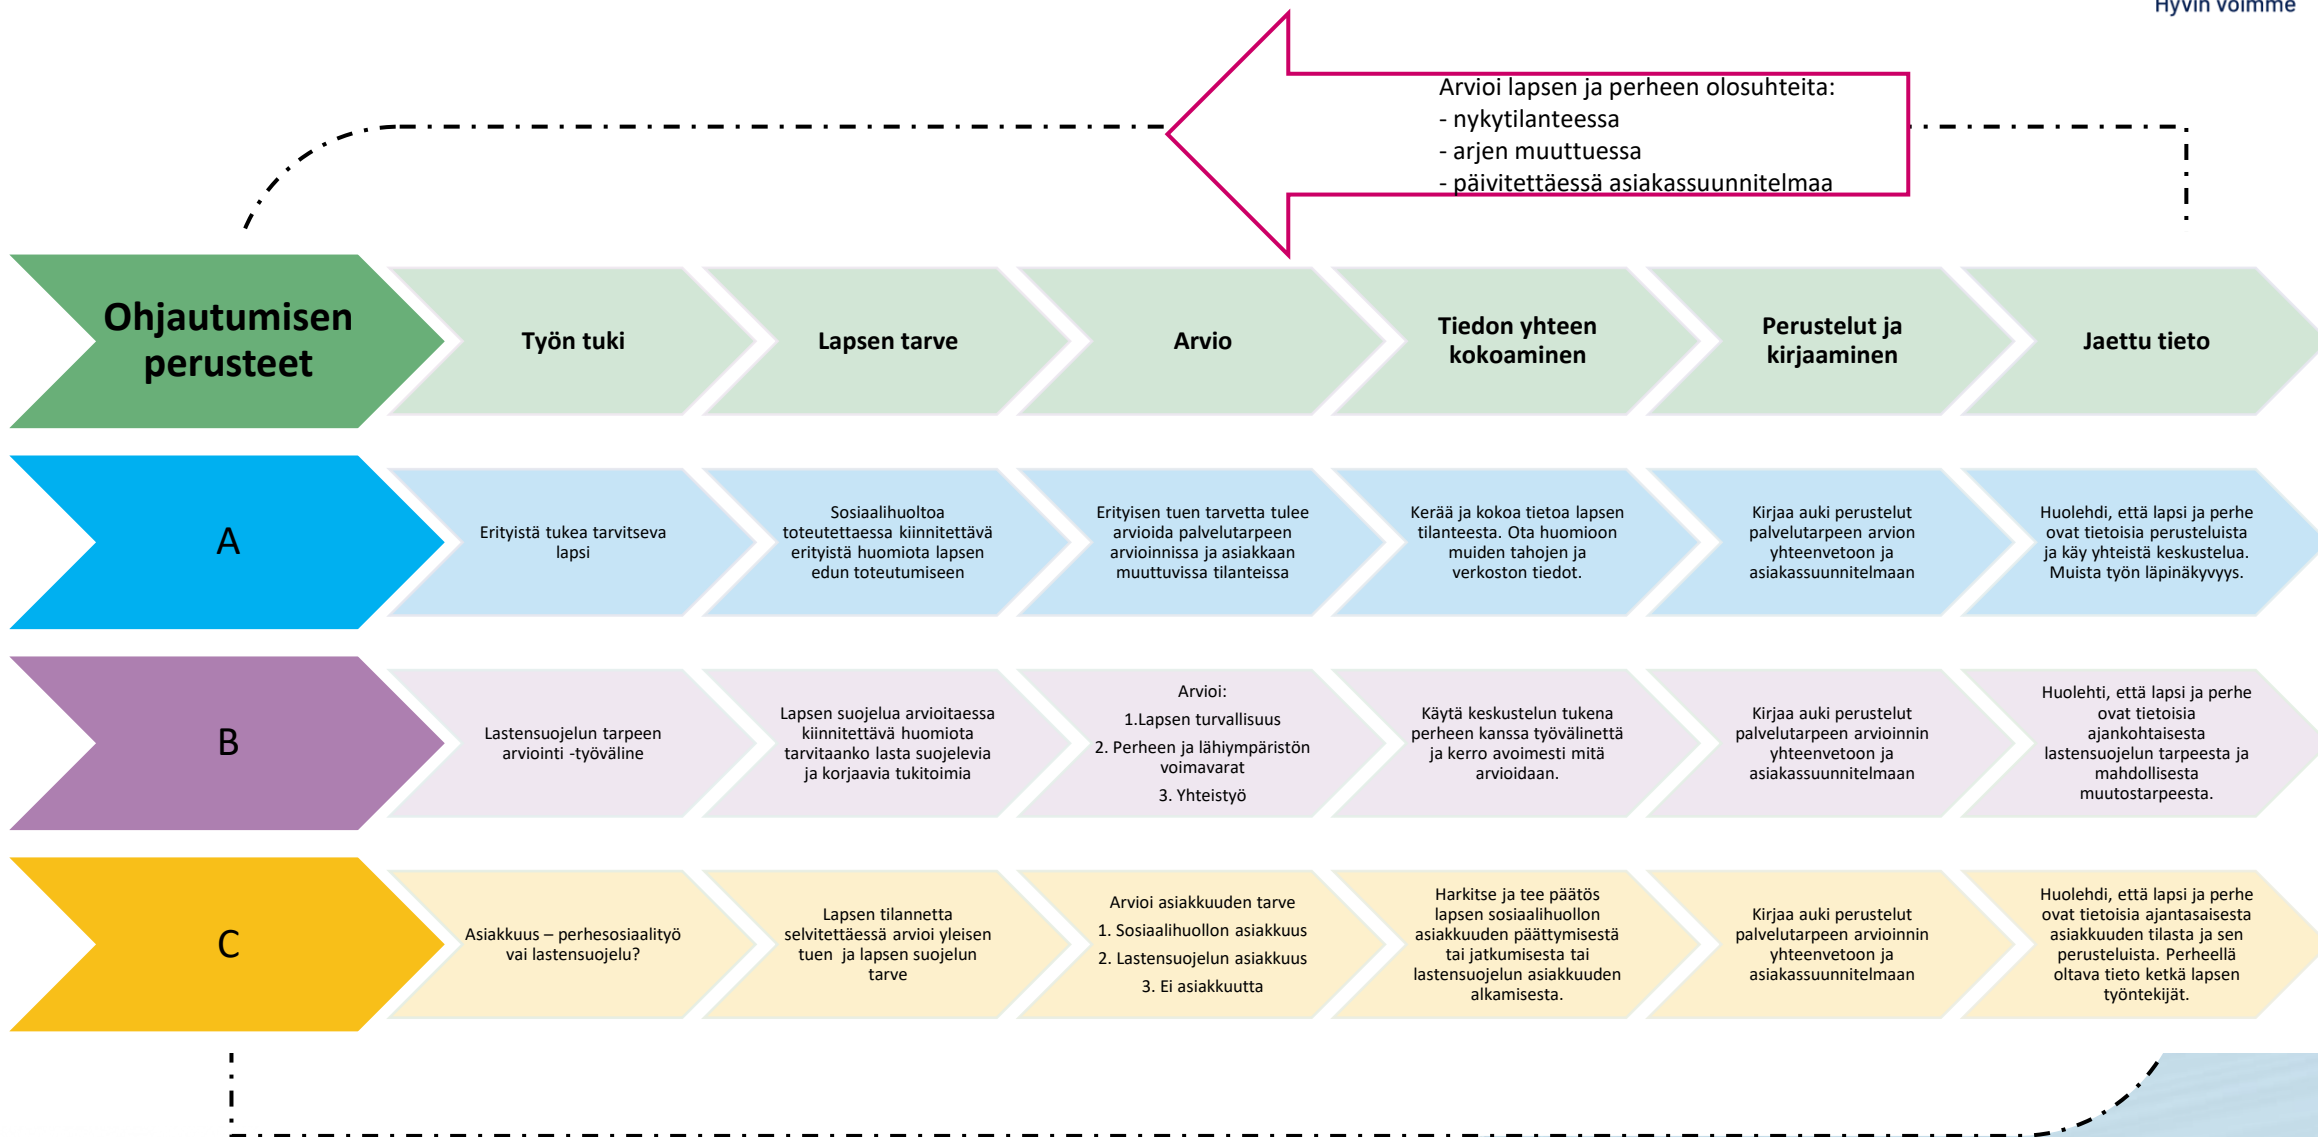 Hyvin voimme
Arvioi lapsen ja perheen olosuhteita:
- nykytilanteessa
- arjen muuttuessa
- päivitettäessä asiakassuunnitelmaa
Ohjautumisen
perusteet
Työn tuki
Lapsen tarve
Arvio
Tiedon yhteen
kokoaminen
Perustelut ja
kirjaaminen
Jaettu tieto
A
Erityistä tukea tarvitseva
lapsi
Sosiaalihuoltoa
toteutettaessa kiinnitettävä
erityistä huomiota lapsen
edun toteutumiseen
Erityisen tuen tarvetta tulee
arvioida palvelutarpeen
arvioinnissa ja asiakkaan
muuttuvissa tilanteissa
Kerää ja kokoa tietoa lapsen
tilanteesta. Ota huomioon
muiden tahojen ja
verkoston tiedot.
Kirjaa auki perustelut
palvelutarpeen arvion
yhteenvetoon ja
asiakassuunnitelmaan
Huolehdi, että lapsi ja perhe
ovat tietoisia perusteluista
ja käy yhteistä keskustelua.
Muista työn läpinäkyvyys.
B
Lastensuojelun tarpeen
arviointi -työväline
Lapsen suojelua arvioitaessa
kiinnitettävä huomiota
tarvitaanko lasta suojelevia
ja korjaavia tukitoimia
Arvioi:
1.Lapsen turvallisuus
2. Perheen ja lähiympäristön
voimavarat
3. Yhteistyö
Käytä keskustelun tukena
perheen kanssa työvälinettä
ja kerro avoimesti mitä
arvioidaan.
Kirjaa auki perustelut
palvelutarpeen arvioinnin
yhteenvetoon ja
asiakassuunnitelmaan
Huolehti, että lapsi ja perhe
ovat tietoisia
ajankohtaisesta
lastensuojelun tarpeesta ja
mahdollisesta
muutostarpeesta.
C
Asiakkuus – perhesosiaalityö
vai lastensuojelu?
Lapsen tilannetta
selvitettäessä arvioi yleisen
tuen  ja lapsen suojelun
tarve
Arvioi asiakkuuden tarve
1. Sosiaalihuollon asiakkuus
2. Lastensuojelun asiakkuus
3. Ei asiakkuutta
Harkitse ja tee päätös
lapsen sosiaalihuollon
asiakkuuden päättymisestä
tai jatkumisesta tai
lastensuojelun asiakkuuden
alkamisesta.
Kirjaa auki perustelut
palvelutarpeen arvioinnin
yhteenvetoon ja
asiakassuunnitelmaan
Huolehdi, että lapsi ja perhe
ovat tietoisia ajantasaisesta
asiakkuuden tilasta ja sen
perusteluista. Perheellä
oltava tieto ketkä lapsen
työntekijät.